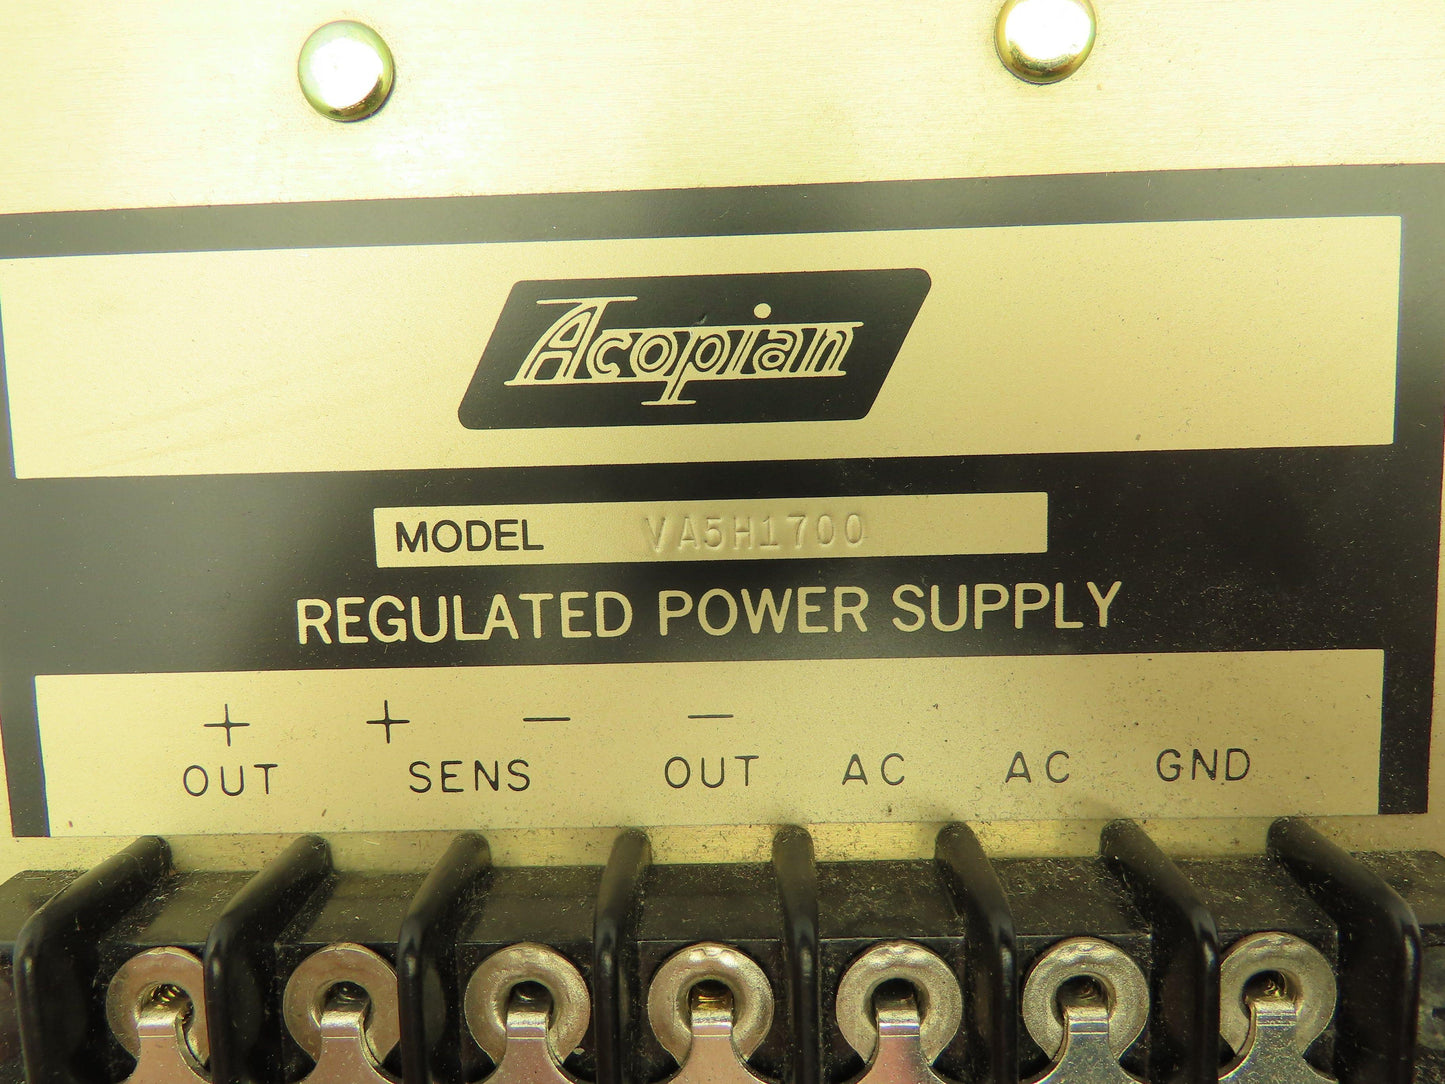 Acopian
MODEL VA5H1700
REGULATED POWER SUPPLY
+ + − −
OUT SENS OUT AC AC GND